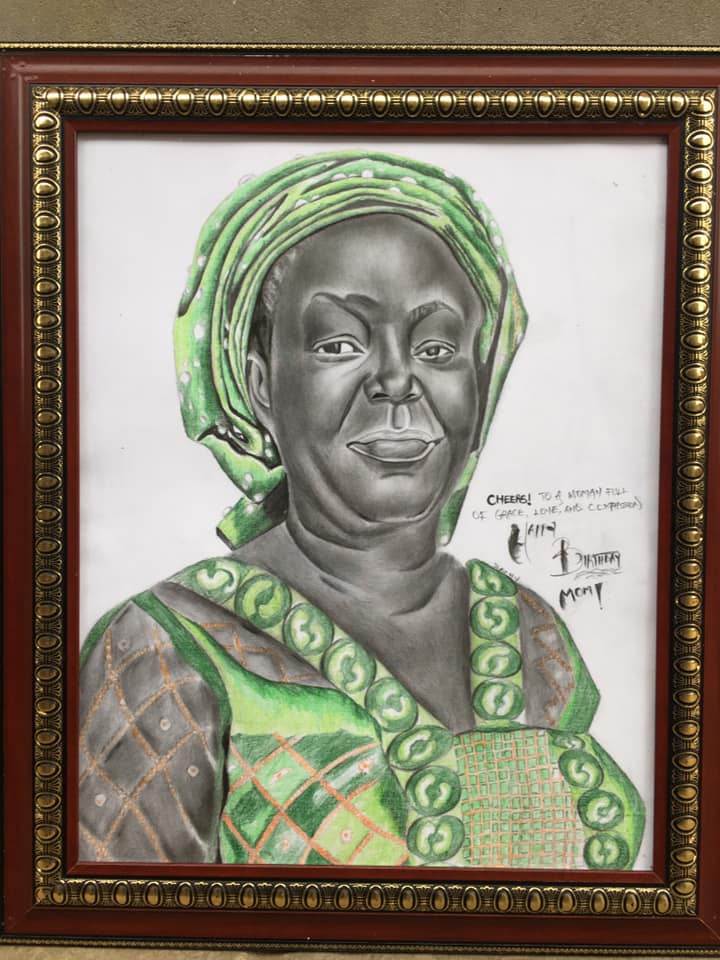 CHEERS! TO A WOMAN FULL
OF GRACE, LOVE, AND COMPASSION
HAPPY
BIRTHDAY
MOM!